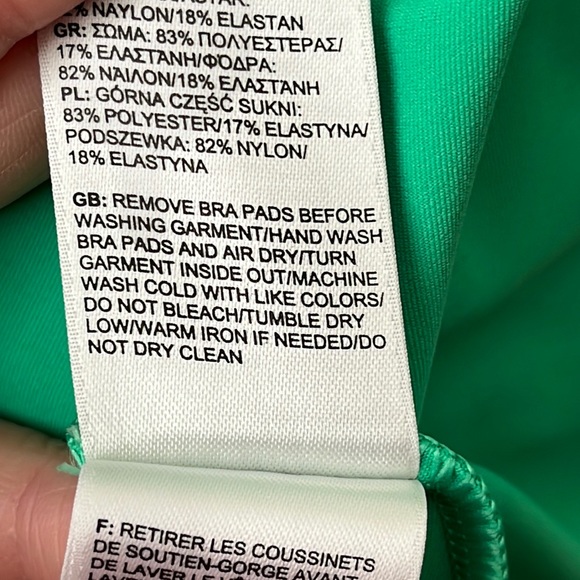 % NAYLON/18% ELASTAN
GR: ΣΩΜΑ: 83% ΠΟΛΥΕΣΤΕΡΑΣ/
17% ΕΛΑΣΤΑΝΗ/ΦΟΔΡΑ:
82% ΝΑΙΛΟΝ/18% ΕΛΑΣΤΑΝΗ
PL: GÓRNA CZĘŚĆ SUKNI:
83% POLYESTER/17% ELASTYNA/
PODSZEWKA: 82% NYLON/
18% ELASTYNA
GB: REMOVE BRA PADS BEFORE
WASHING GARMENT/HAND WASH
BRA PADS AND AIR DRY/TURN
GARMENT INSIDE OUT/MACHINE
WASH COLD WITH LIKE COLORS/
DO NOT BLEACH/TUMBLE DRY
LOW/WARM IRON IF NEEDED/DO
NOT DRY CLEAN
F: RETIRER LES COUSSINETS
DE SOUTIEN-GORGE AVANT
DE LAVER LE